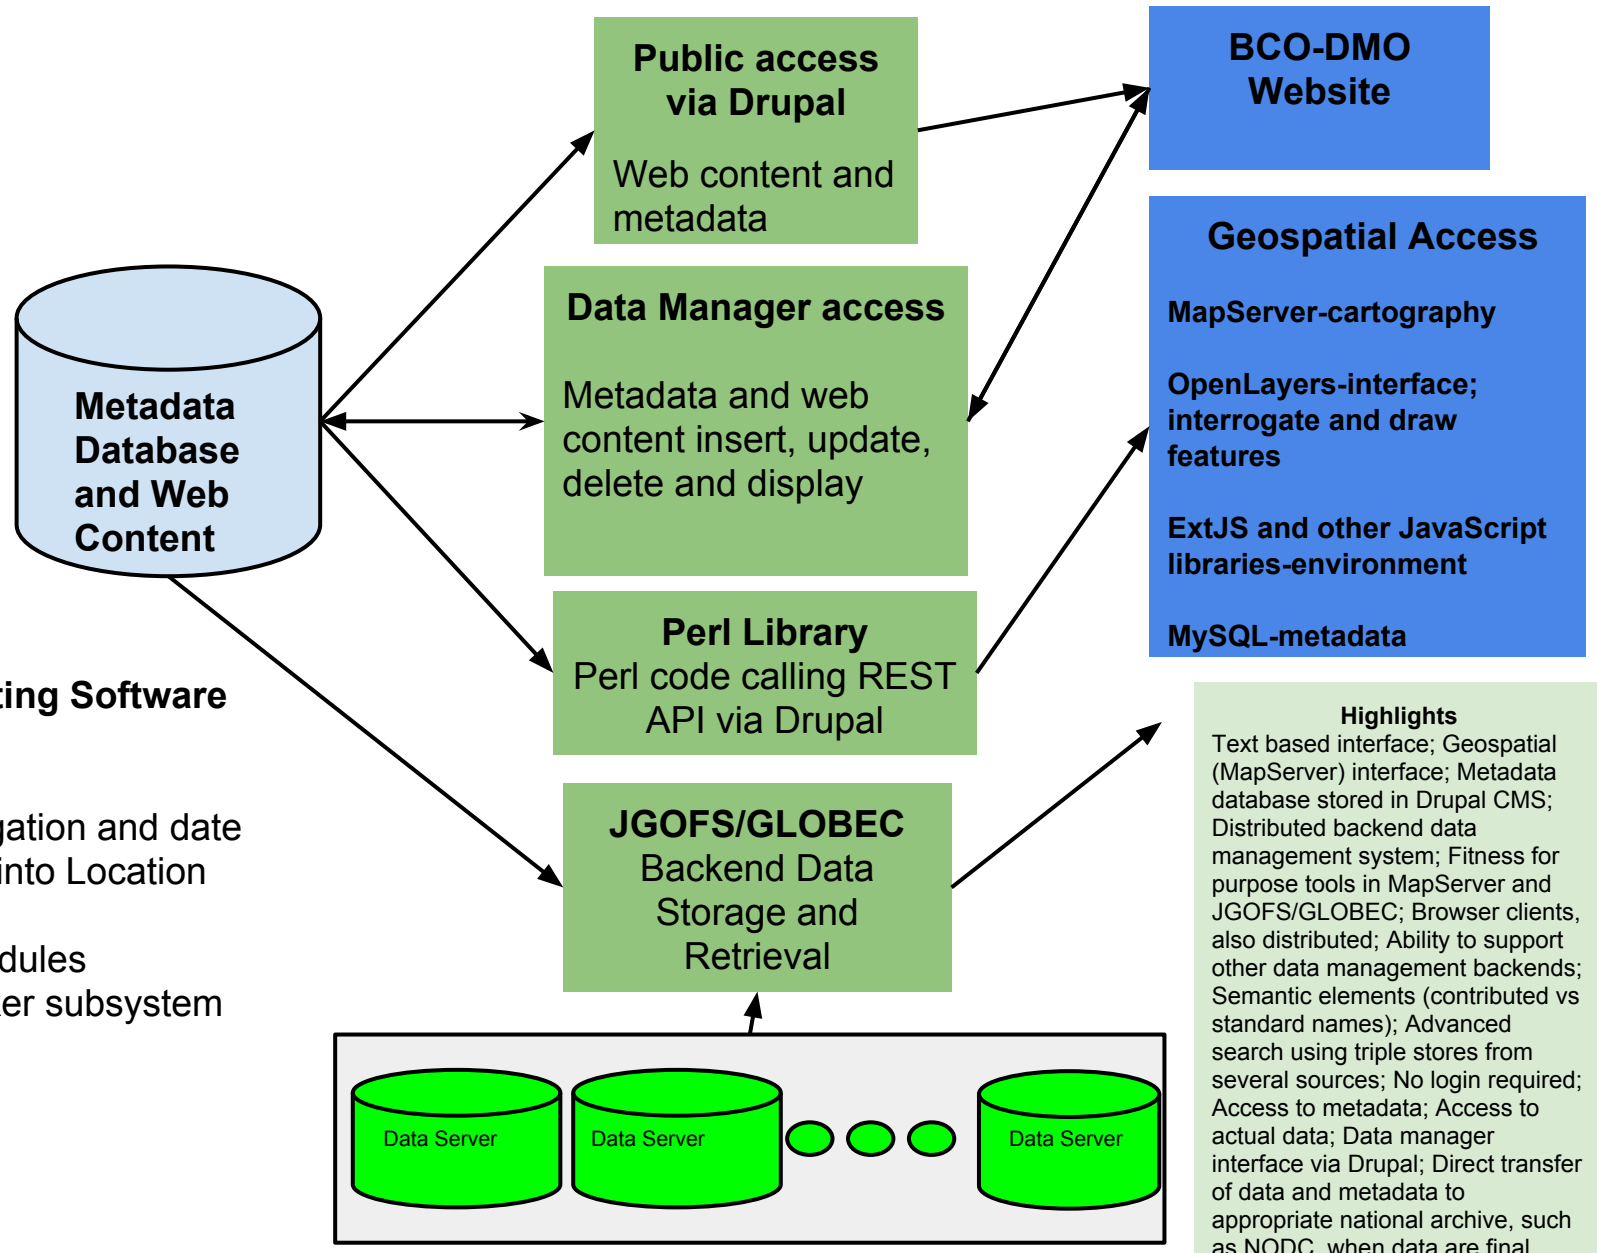 Public access
via Drupal
Web content and
metadata
BCO-DMO
Website
Geospatial Access
MapServer-cartography
OpenLayers-interface;
interrogate and draw
features
ExtJS and other JavaScript
libraries-environment
MySQL-metadata
Data Manager access
Metadata and web
content insert, update,
delete and display
Metadata
Database
and Web
Content
Perl Library
Perl code calling REST
API via Drupal
ting Software
gation and date
into Location
dules
er subsystem
JGOFS/GLOBEC
Backend Data
Storage and
Retrieval
Data Server
Data Server
Data Server
Highlights
Text based interface; Geospatial
(MapServer) interface; Metadata
database stored in Drupal CMS;
Distributed backend data
management system; Fitness for
purpose tools in MapServer and
JGOFS/GLOBEC; Browser clients,
also distributed; Ability to support
other data management backends;
Semantic elements (contributed vs
standard names); Advanced
search using triple stores from
several sources; No login required;
Access to metadata; Access to
actual data; Data manager
interface via Drupal; Direct transfer
of data and metadata to
appropriate national archive, such
as NODC, when data are final